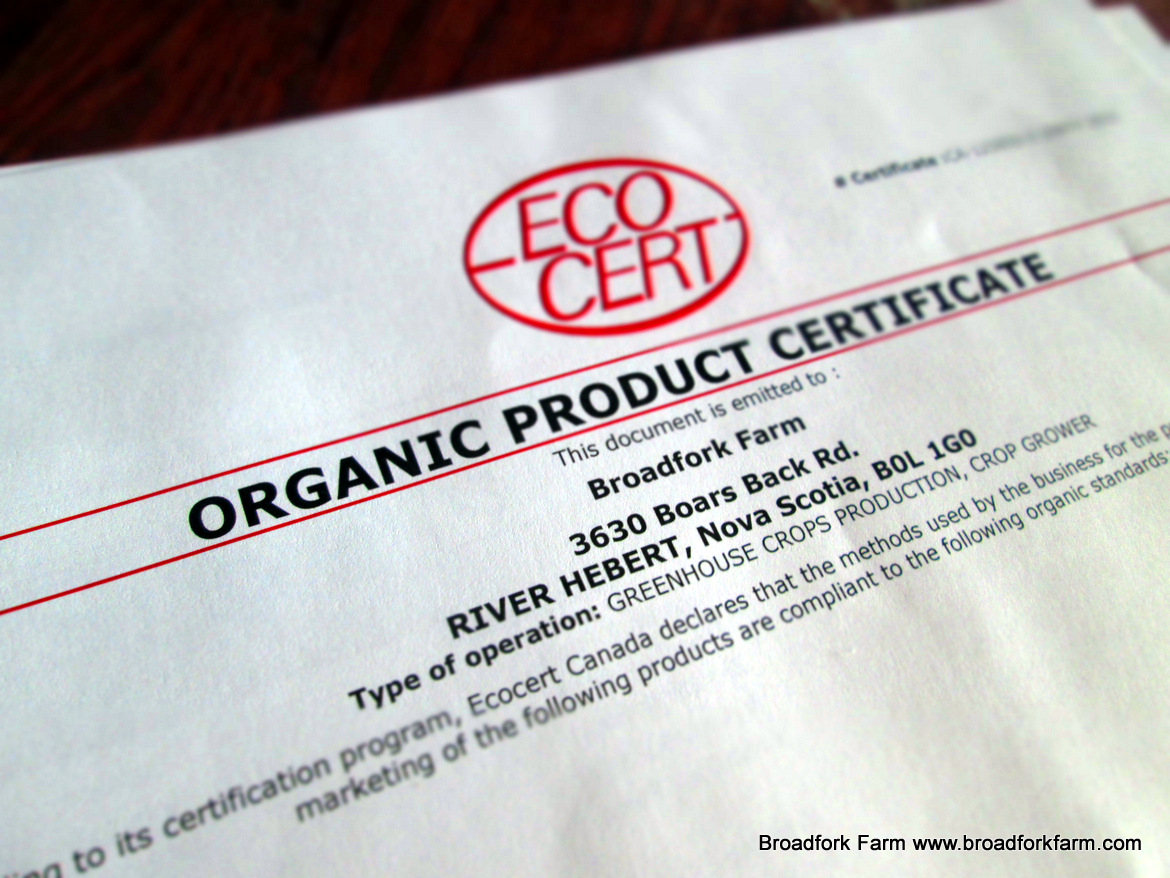 ECO
CERT
# Certificate
ORGANIC PRODUCT CERTIFICATE
This document is emitted to :
Broadfork Farm
3630 Boars Back Rd.
RIVER HEBERT, Nova Scotia, B0L 1G0
Type of operation: GREENHOUSE CROPS PRODUCTION, CROP GROWER
to its certification program, Ecocert Canada declares that the methods used by the business for the
marketing of the following products are compliant to the following organic standards:
Broadfork Farm www.broadforkfarm.com